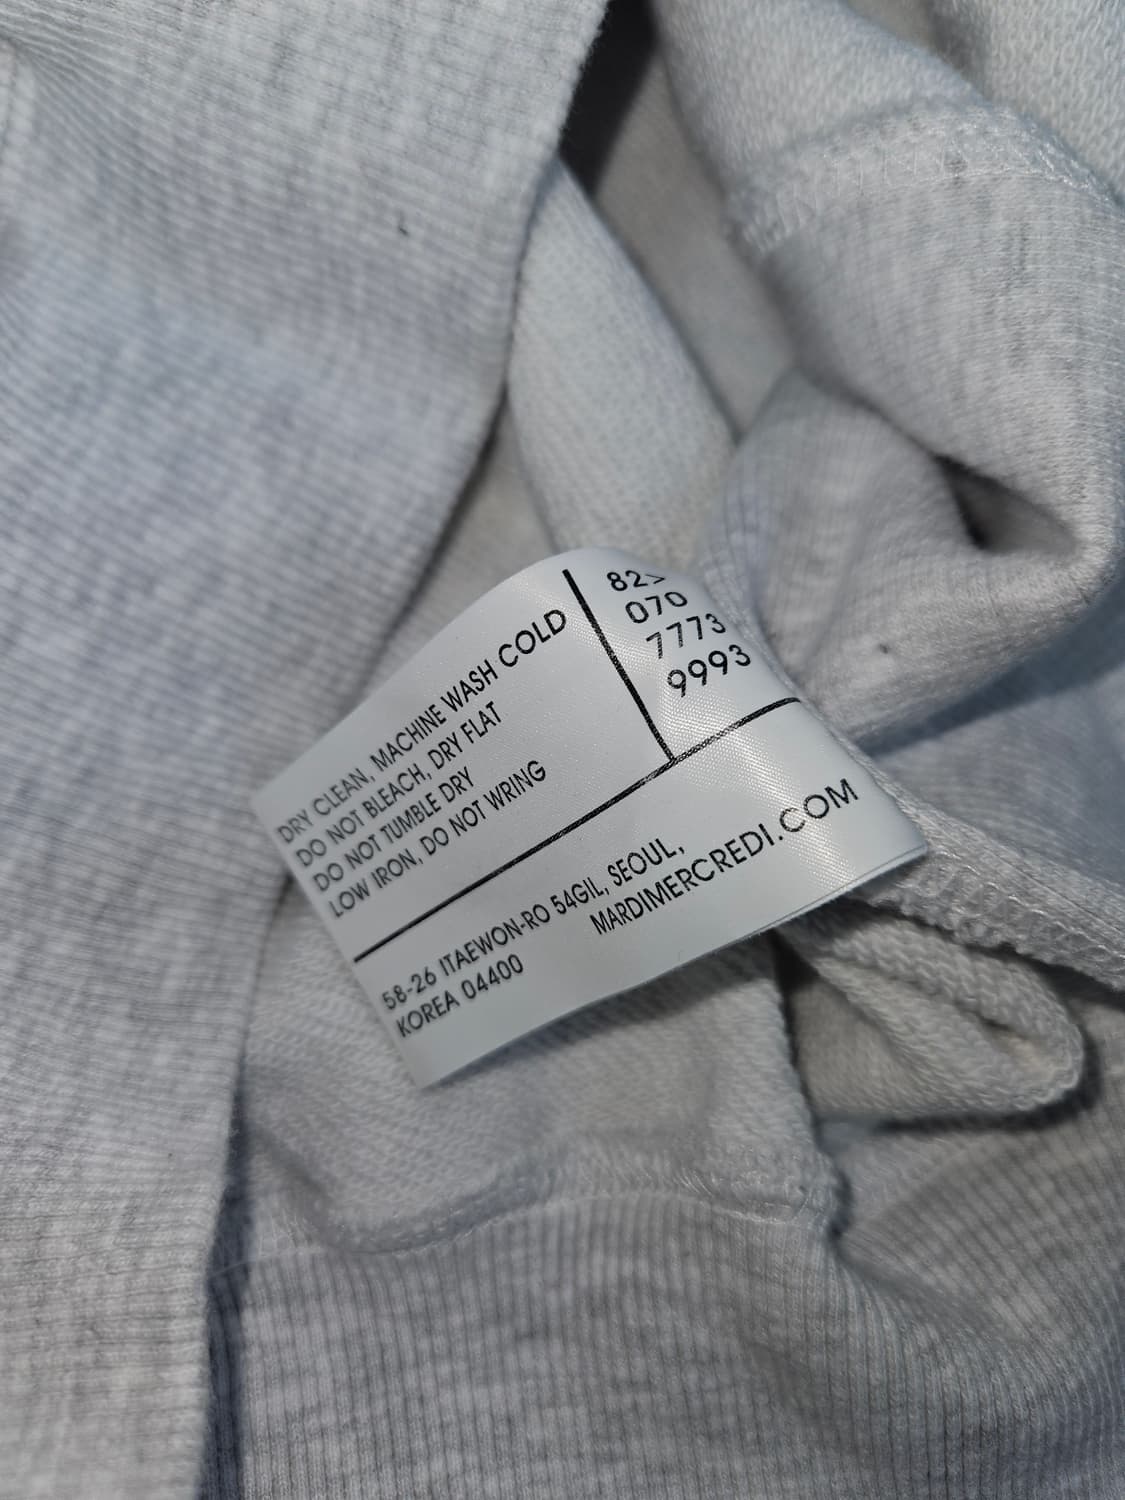 DRY CLEAN, MACHINE WASH COLD
DO NOT BLEACH, DRY FLAT
DO NOT TUMBLE DRY
LOW IRON, DO NOT WRING
070
7773
9993
58-26 ITAEWON-RO 54GIL, SEOUL,
KOREA 04400
MARDIMERCREDI.COM